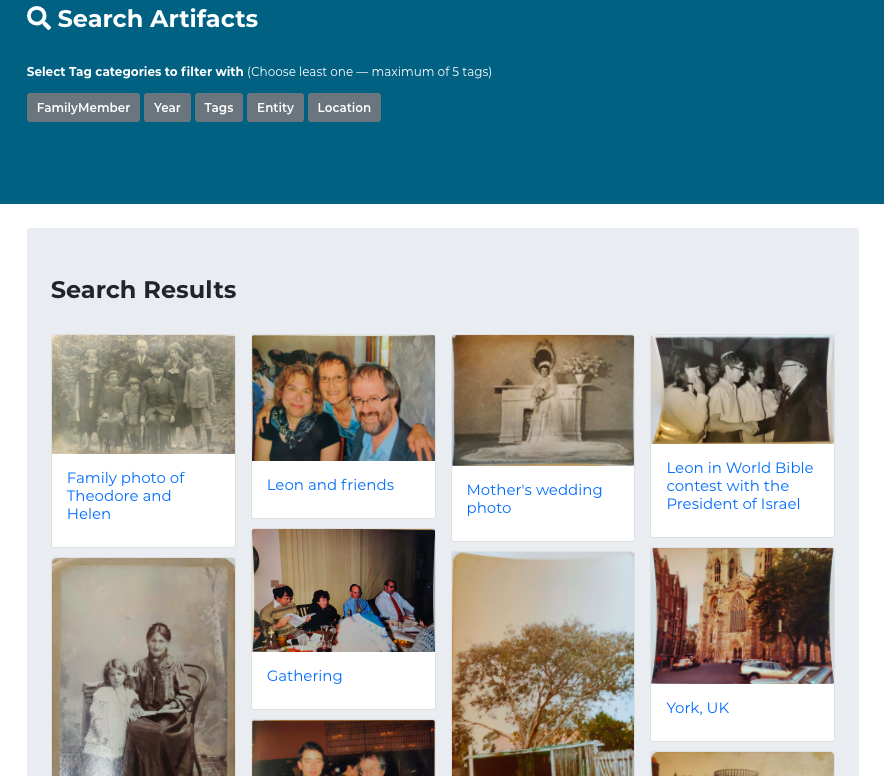 Search Artifacts
Select Tag categories to filter with (Choose least one — maximum of 5 tags)
FamilyMember Year Tags Entity Location
Search Results
Family photo of
Theodore and
Helen
Leon and friends
Mother's wedding
photo
Leon in World Bible
contest with the
President of Israel
Gathering
York, UK